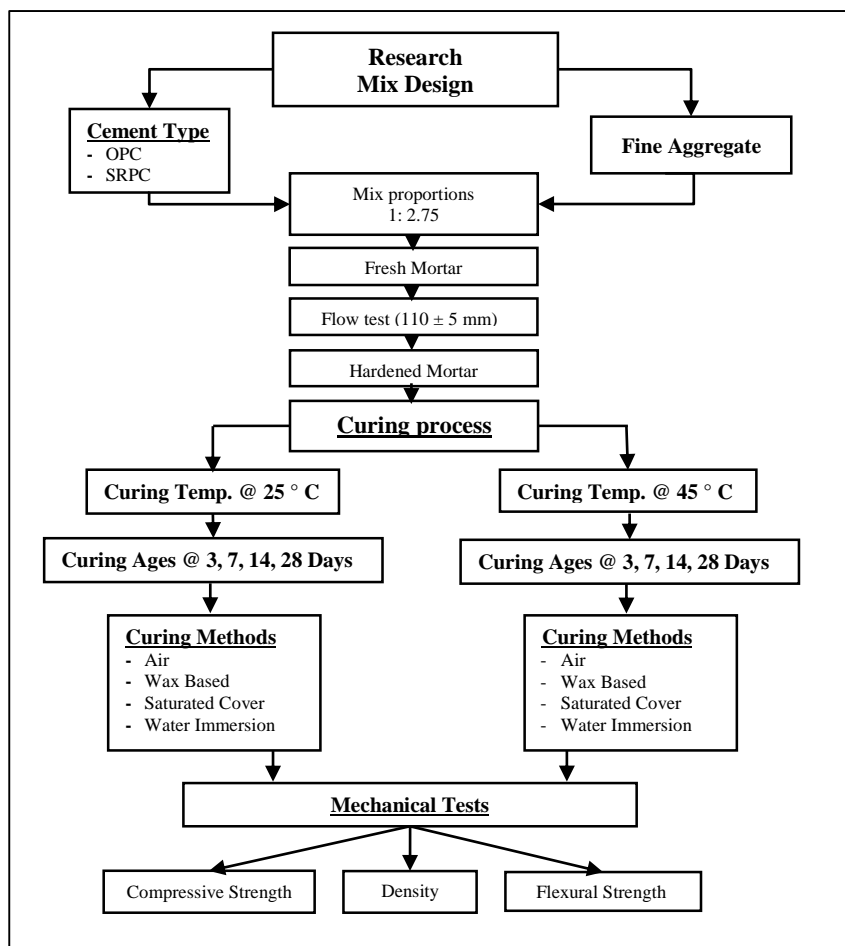 Research
Mix Design
Cement Type
- OPC
- SRPC
Fine Aggregate
Mix proportions
1: 2.75
Fresh Mortar
Flow test (110 ± 5 mm)
Hardened Mortar
Curing process
Curing Temp. @ 25 ° C
Curing Temp. @ 45 ° C
Curing Ages @ 3, 7, 14, 28 Days
Curing Ages @ 3, 7, 14, 28 Days
Curing Methods
- Air
- Wax Based
- Saturated Cover
- Water Immersion
Curing Methods
- Air
- Wax Based
- Saturated Cover
- Water Immersion
Mechanical Tests
Compressive Strength
Density
Flexural Strength